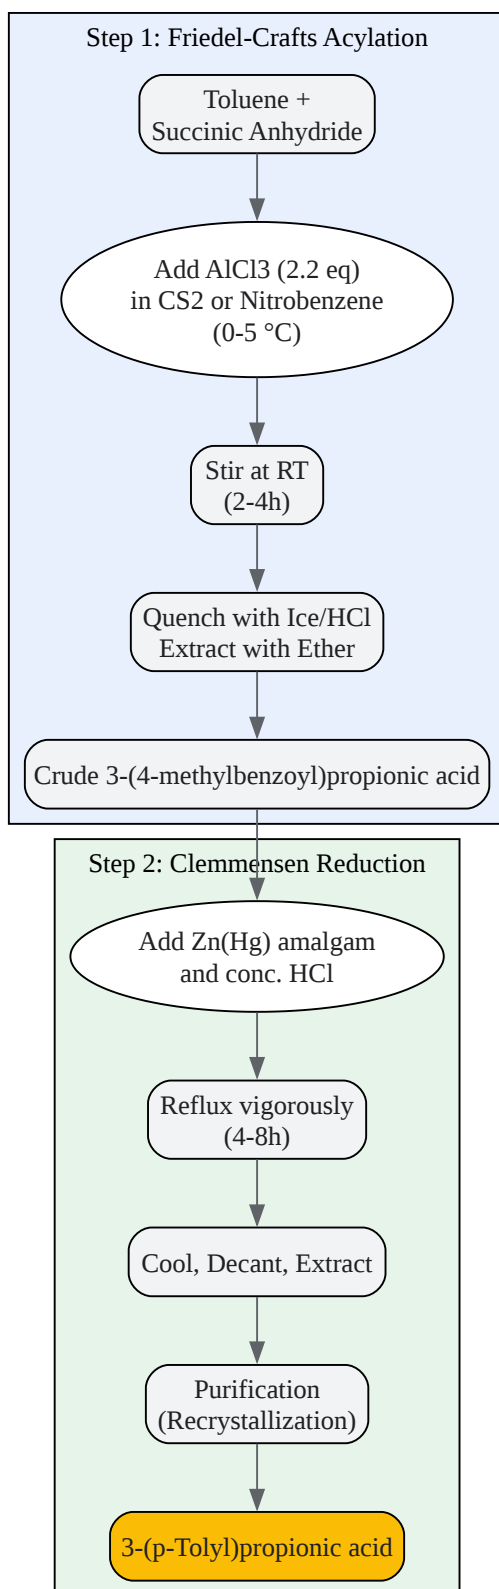 Step 1: Friedel-Crafts Acylation
Toluene +
Succinic Anhydride
Add AlCl3 (2.2 eq)
in CS2 or Nitrobenzene
(0-5 °C)
Stir at RT
(2-4h)
Quench with Ice/HCl
Extract with Ether
Crude 3-(4-methylbenzoyl)propionic acid
Step 2: Clemmensen Reduction
Add Zn(Hg) amalgam
and conc. HCl
Reflux vigorously
(4-8h)
Cool, Decant, Extract
Purification
(Recrystallization)
3-(p-Tolyl)propionic acid